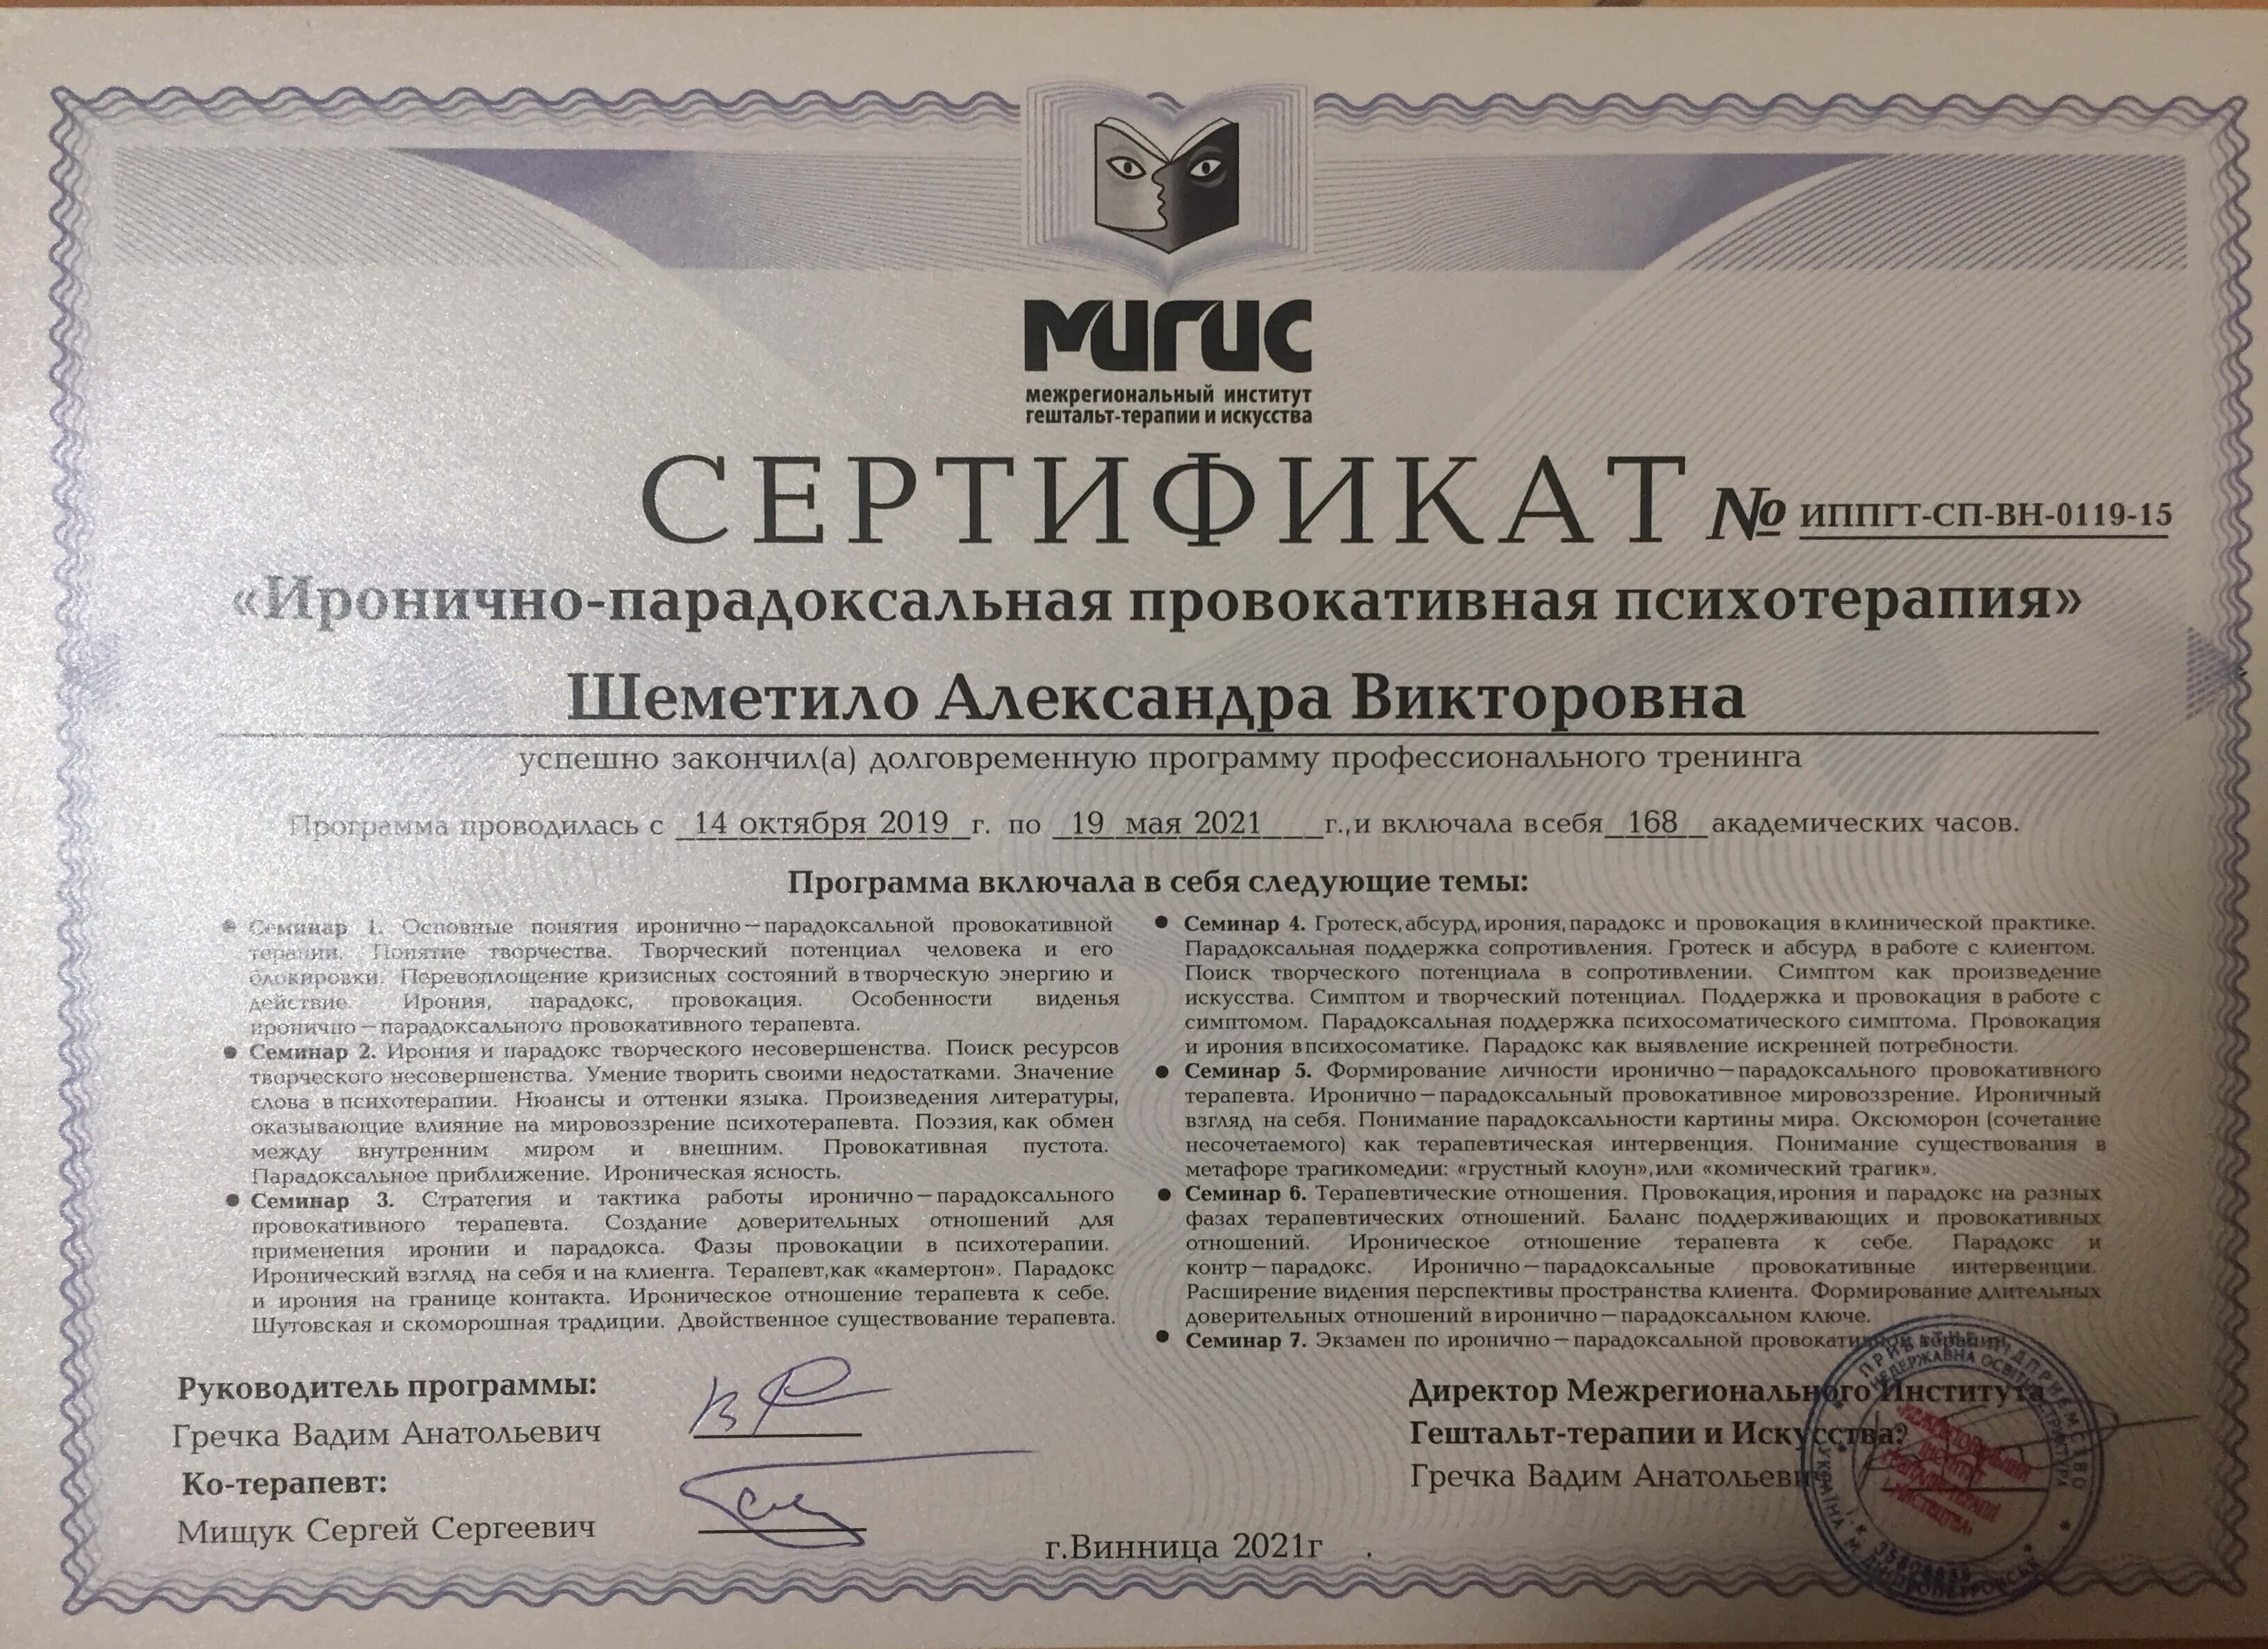 МИГИС
межрегиональный институт
гештальт-терапии и искусства
СЕРТИФИКАТ № ИППГТ-СП-ВН-0119-15
«Иронично-парадоксальная провокативная психотерапия»
Шеметило Александра Викторовна
успешно закончил(а) долговременную программу профессионального тренинга
Программа проводилась с 14 октября 2019 г. по 19 мая 2021 г., и включала в себя 168 академических часов.
Программа включала в себя следующие темы:
● Семинар 1. Основные понятия иронично–парадоксальной провокативной
терапии. Понятие творчества. Творческий потенциал человека и его
блокировки. Перевоплощение кризисных состояний в творческую энергию и
действие. Ирония, парадокс, провокация. Особенности виденья
иронично–парадоксального провокативного терапевта.
● Семинар 2. Ирония и парадокс творческого несовершенства. Поиск ресурсов
творческого несовершенства. Умение творить своими недостатками. Значение
слова в психотерапии. Нюансы и оттенки языка. Произведения литературы,
оказывающие влияние на мировоззрение психотерапевта. Поэзия, как обмен
между внутренним миром и внешним. Провокативная пустота.
Парадоксальное приближение. Ироническая ясность.
● Семинар 3. Стратегия и тактика работы иронично–парадоксального
провокативного терапевта. Создание доверительных отношений для
применения иронии и парадокса. Фазы провокации в психотерапии.
Иронический взгляд на себя и на клиента. Терапевт, как «камертон». Парадокс
и ирония на границе контакта. Ироническое отношение терапевта к себе.
Шутовская и скоморошная традиции. Двойственное существование терапевта.
● Семинар 4. Гротеск, абсурд, ирония, парадокс и провокация в клинической практике.
Парадоксальная поддержка сопротивления. Гротеск и абсурд в работе с клиентом.
Поиск творческого потенциала в сопротивлении. Симптом как произведение
искусства. Симптом и творческий потенциал. Поддержка и провокация в работе с
симптомом. Парадоксальная поддержка психосоматического симптома. Провокация
и ирония в психосоматике. Парадокс как выявление искренней потребности.
● Семинар 5. Формирование личности иронично–парадоксального провокативного
терапевта. Иронично–парадоксальный провокативное мировоззрение. Ироничный
взгляд на себя. Понимание парадоксальности картины мира. Оксюморон (сочетание
несочетаемого) как терапевтическая интервенция. Понимание существования в
метафоре трагикомедии: «грустный клоун», или «комический трагик».
● Семинар 6. Терапевтические отношения. Провокация, ирония и парадокс на разных
фазах терапевтических отношений. Баланс поддерживающих и провокативных
отношений. Ироническое отношение терапевта к себе. Парадокс и
контр–парадокс. Иронично–парадоксальные провокативные интервенции.
Расширение видения перспективы пространства клиента. Формирование длительных
доверительных отношений в иронично–парадоксальном ключе.
● Семинар 7. Экзамен по иронично–парадоксальной провокативной терапии.
Руководитель программы:
Гречка Вадим Анатольевич
Ко-терапевт:
Мищук Сергей Сергеевич
Директор Межрегионального Института
Гештальт-терапии и Искусства:
Гречка Вадим Анатольевич
ПРИВАТНЕ ПІДПРИЄМСТВО
УКРАЇНА М. ДНІПРОПЕТРОВСЬК
г.Винница 2021г